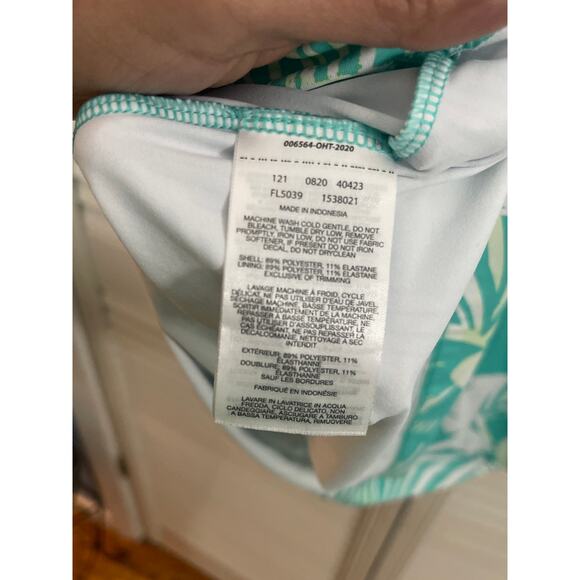 006564-OHT-2020
121 0820 40423
FL5039 1538021
MADE IN INDONESIA
MACHINE WASH COLD GENTLE, DO NOT
BLEACH, TUMBLE DRY LOW, REMOVE
PROMPTLY, IRON LOW, DO NOT USE FABRIC
SOFTENER, IF PRESENT DO NOT IRON
DECAL, DO NOT DRYCLEAN
SHELL: 89% POLYESTER, 11% ELASTANE
LINING: 89% POLYESTER, 11% ELASTANE
EXCLUSIVE OF TRIMMING
LAVAGE MACHINE À FROID, CYCLE
DÉLICAT, NE PAS UTILISER D'EAU DE JAVEL,
SÉCHAGE MACHINE, BASSE TEMPÉRATURE,
SORTIR IMMÉDIATEMENT DE LA MACHINE,
REPASSER À BASSE TEMPÉRATURE, NE
PAS UTILISER D'ASSOUPLISSANT, LE
CAS ÉCHEANT, NE PAS REPASSER LA
DÉCALCOMANIE, NETTOYAGE À SEC
INTERDIT
EXTÉRIEUR: 89% POLYESTER, 11%
ÉLASTHANNE
DOUBLURE: 89% POLYESTER, 11%
ÉLASTHANNE
SAUF LES BORDURES
FABRIQUÉ EN INDONÉSIE
LAVARE IN LAVATRICE IN ACQUA
FREDDA, CICLO DELICATO, NON
CANDEGGIARE, ASCIUGARE A TAMBURO
A BASSA TEMPERATURA, RIMUOVERE